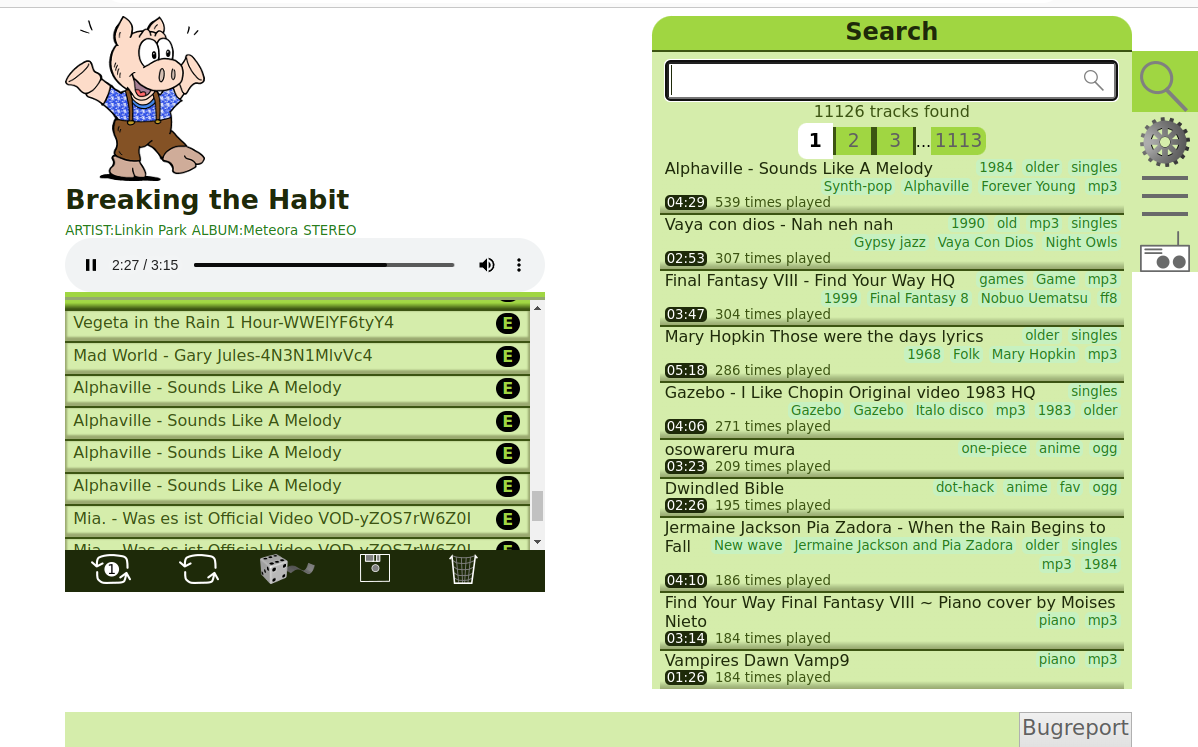 Breaking the Habit
ARTIST:Linkin Park ALBUM:Meteora STEREO
2:27 / 3:15
Vegeta in the Rain 1 Hour-WWElYF6tyY4 E
Mad World - Gary Jules-4N3N1MlvVc4 E
Alphaville - Sounds Like A Melody E
Alphaville - Sounds Like A Melody E
Alphaville - Sounds Like A Melody E
Alphaville - Sounds Like A Melody E
Mia. - Was es ist Official Video VOD-yZOS7rW6Z0I E
Mia. - Was es ist Official Video VOD-yZOS7rW6Z0I E
1
Search
11126 tracks found
1 2 3 ... 1113
Alphaville - Sounds Like A Melody 1984 older singles
Synth-pop Alphaville Forever Young mp3
04:29 539 times played
Vaya con dios - Nah neh nah 1990 old mp3 singles
Gypsy jazz Vaya Con Dios Night Owls
02:53 307 times played
Final Fantasy VIII - Find Your Way HQ games Game mp3
1999 Final Fantasy 8 Nobuo Uematsu ff8
03:47 304 times played
Mary Hopkin Those were the days lyrics older singles
1968 Folk Mary Hopkin mp3
05:18 286 times played
Gazebo - I Like Chopin Original video 1983 HQ singles
Gazebo Gazebo Italo disco mp3 1983 older
04:06 271 times played
osowareru mura one-piece anime ogg
03:23 209 times played
Dwindled Bible dot-hack anime fav ogg
02:26 195 times played
Jermaine Jackson Pia Zadora - When the Rain Begins to
Fall New wave Jermaine Jackson and Pia Zadora older singles
mp3 1984
04:10 186 times played
Find Your Way Final Fantasy VIII ~ Piano cover by Moises
Nieto piano mp3
03:14 184 times played
Vampires Dawn Vamp9 piano mp3
01:26 184 times played
Bugreport